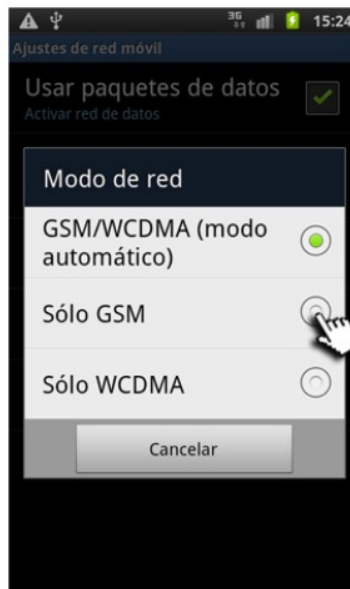 3G 15:24
Ajustes de red móvil
Usar paquetes de datos
Activar red de datos
Modo de red
GSM/WCDMA (modo
automático)
Sólo GSM
Sólo WCDMA
Cancelar